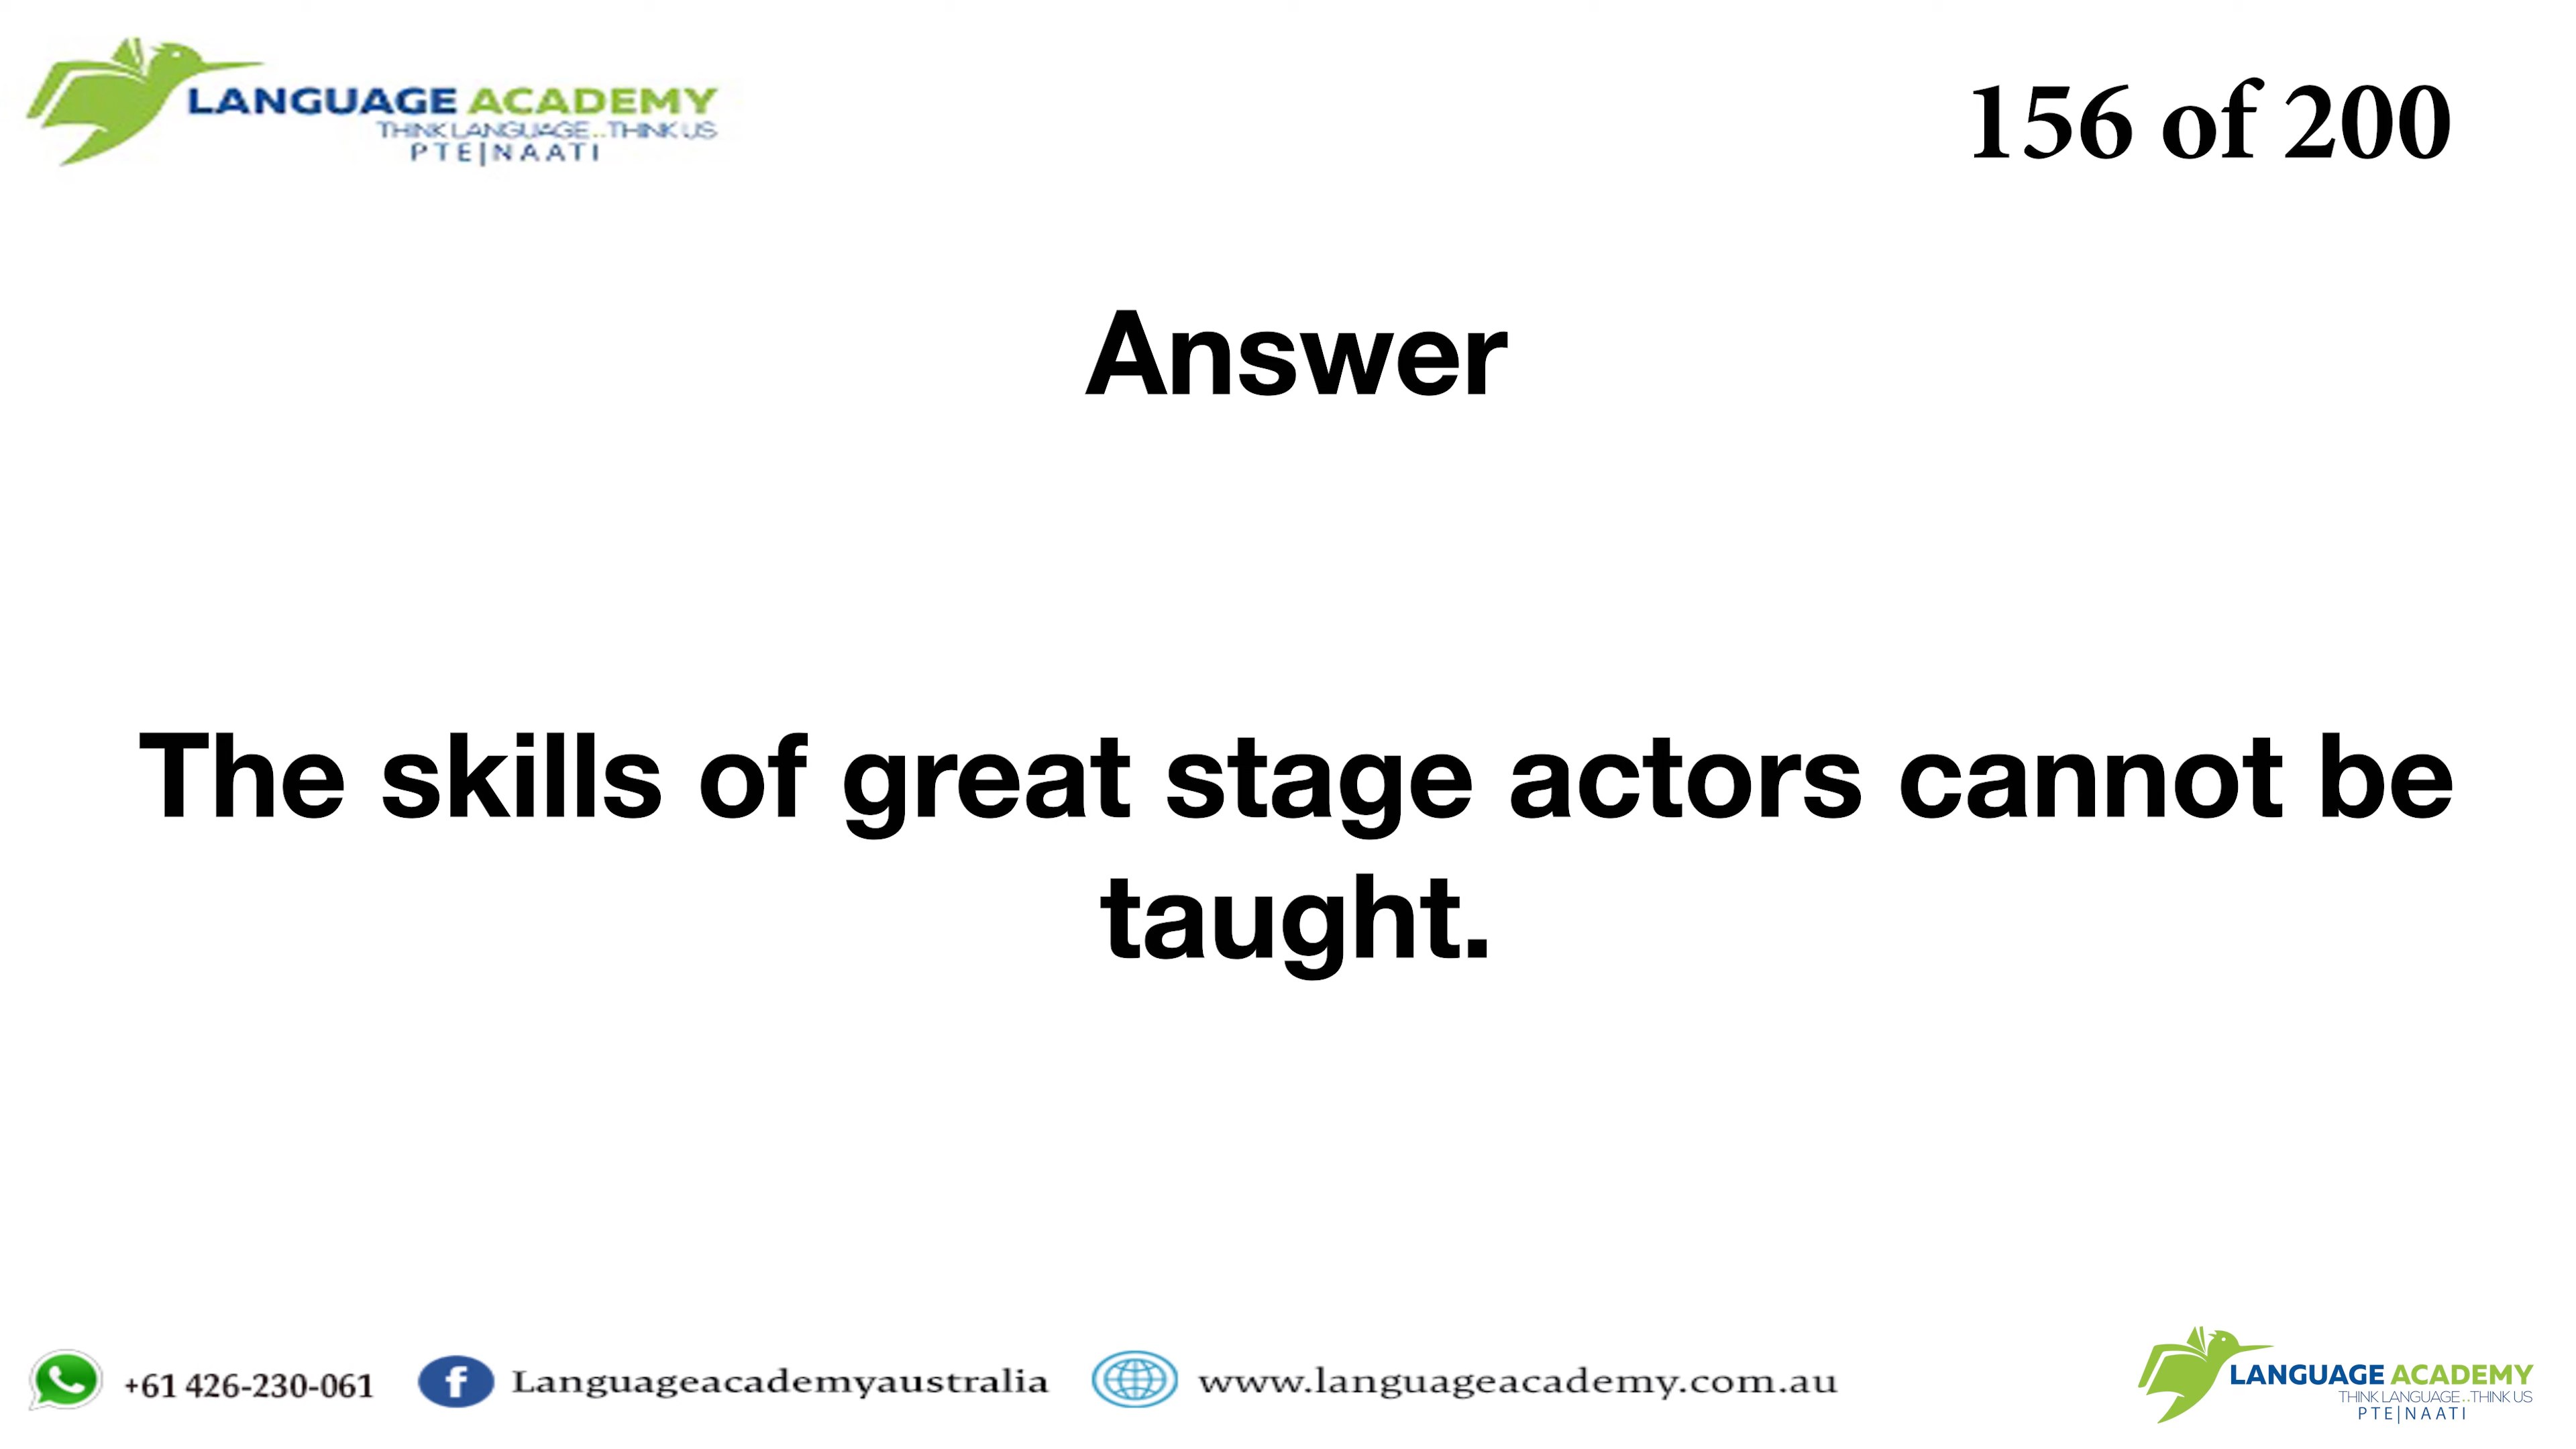 LANGUAGE ACADEMY
THINK LANGUAGE..THINK US
PTE|NAATI
156 of 200
Answer
The skills of great stage actors cannot be
taught.
+61 426-230-061
Languageacademyaustralia
www.languageacademy.com.au
LANGUAGE ACADEMY
THINK LANGUAGE..THINK US
PTE|NAATI